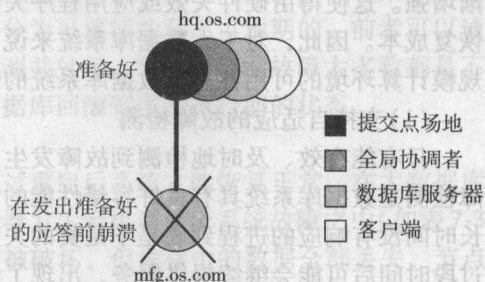 hq.os.com
准备好
提交点场地
全局协调者
数据库服务器
客户端
在发出准备好
的应答前崩溃
mfg.os.com